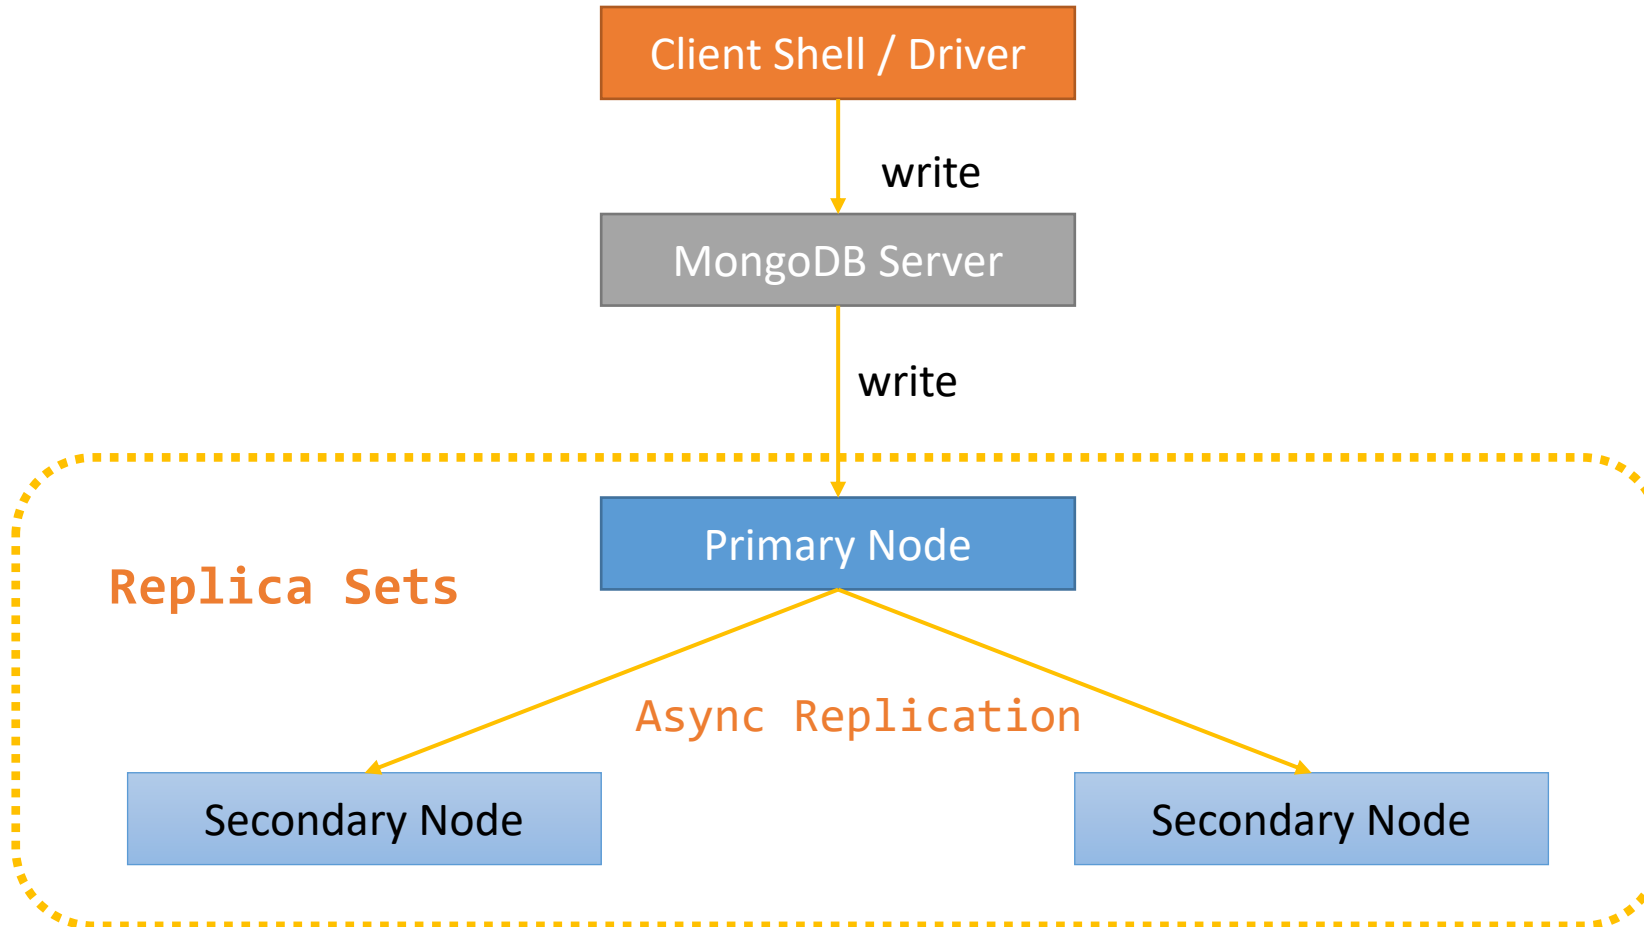 Client Shell / Driver
write
MongoDB Server
write
Primary Node
Replica Sets
Async Replication
Secondary Node
Secondary Node